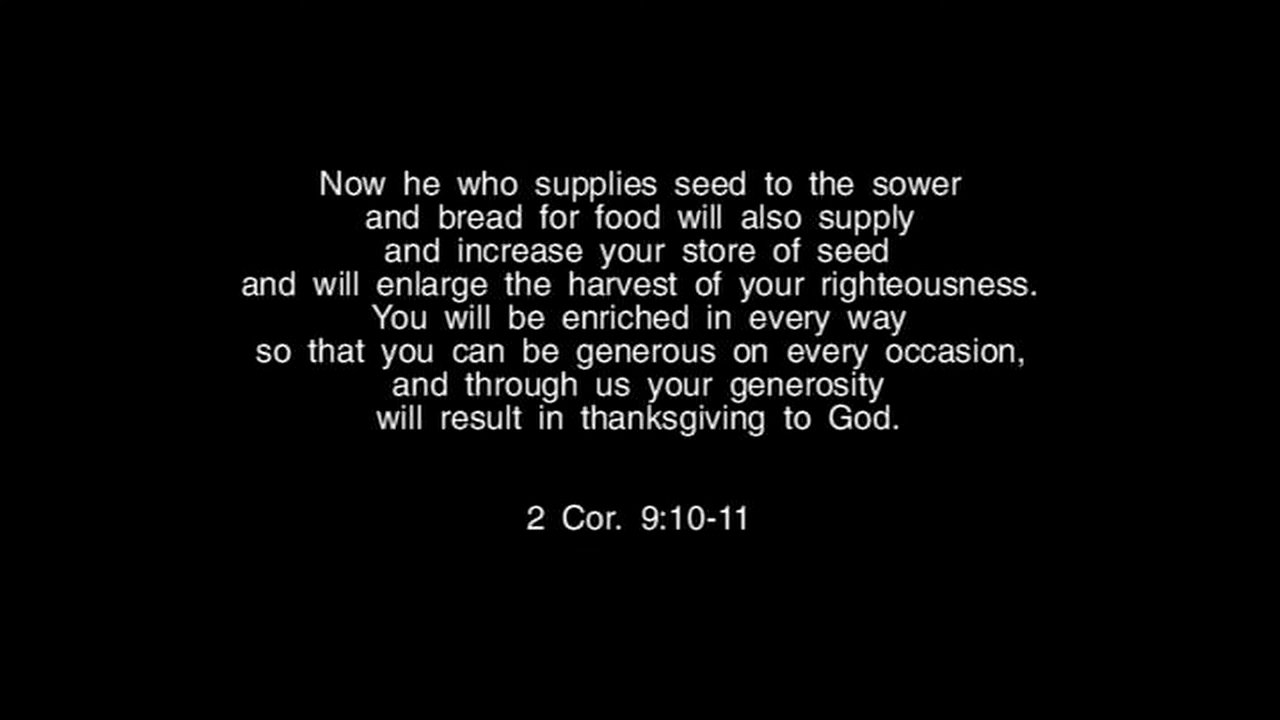 Now he who supplies seed to the sower
and bread for food will also supply
and increase your store of seed
and will enlarge the harvest of your righteousness.
You will be enriched in every way
so that you can be generous on every occasion,
and through us your generosity
will result in thanksgiving to God.
2 Cor. 9:10-11